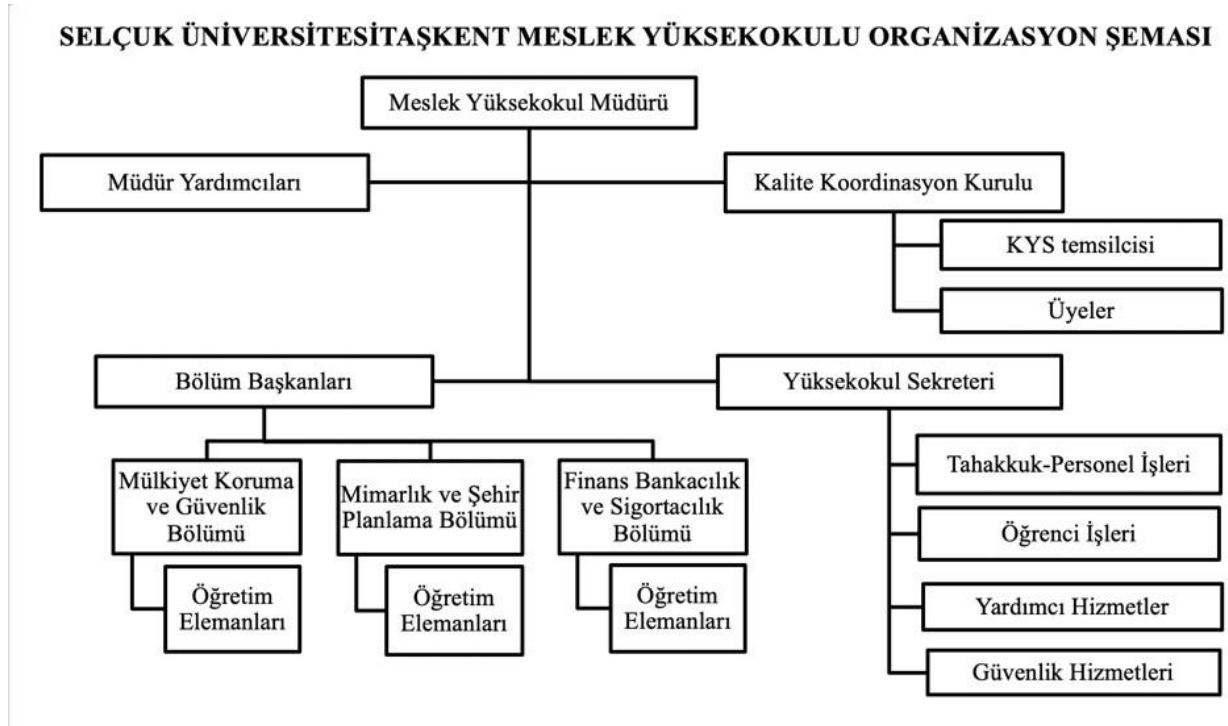 SELÇUK ÜNİVERSİTESİTAŞKENT MESLEK YÜKSEKOKULU ORGANİZASYON ŞEMASI
Meslek Yüksekokul Müdürü
Müdür Yardımcıları
Kalite Koordinasyon Kurulu
KYS temsilcisi
Üyeler
Bölüm Başkanları
Yüksekokul Sekreteri
Mülkiyet Koruma
ve Güvenlik
Bölümü
Mimarlık ve Şehir
Planlama Bölümü
Finans Bankacılık
ve Sigortacılık
Bölümü
Öğretim
Elemanları
Öğretim
Elemanları
Öğretim
Elemanları
Tahakkuk-Personel İşleri
Öğrenci İşleri
Yardımcı Hizmetler
Güvenlik Hizmetleri